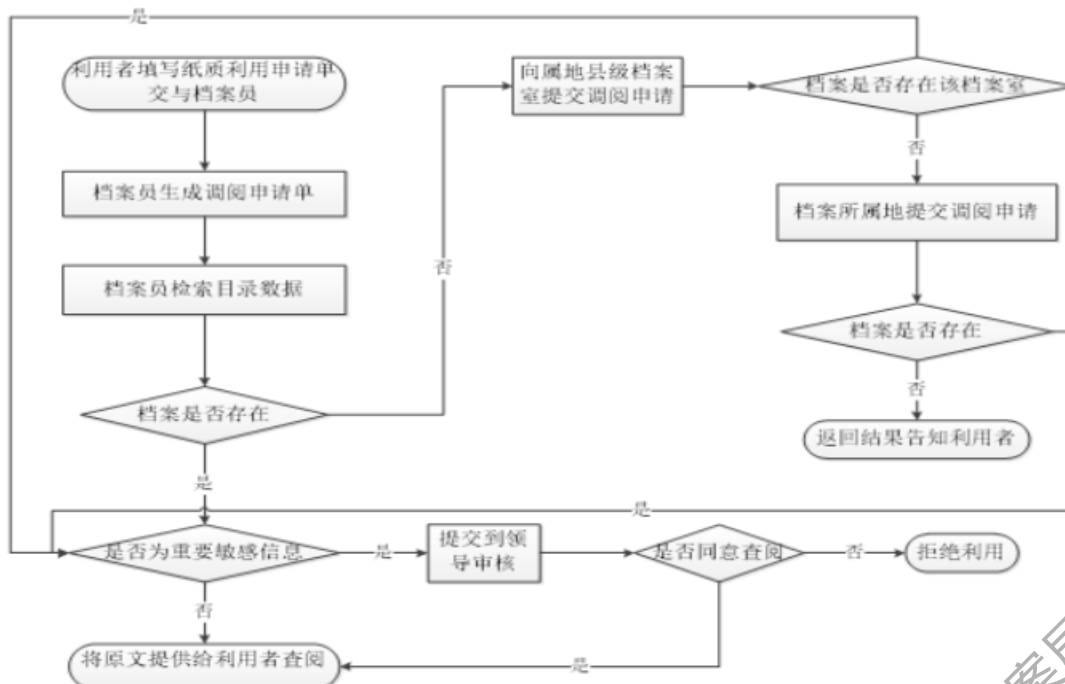 是
利用者填写纸质利用申请单
交与档案员
向属地县级档案
室提交调阅申请
档案是否存在该档案室
否
档案员生成调阅申请单
档案所属地提交调阅申请
否
档案员检索目录数据
档案是否存在
否
档案是否存在
返回结果告知利用者
是
是
是否为重要敏感信息
是
提交到领
导审核
是否同意查阅
否
拒绝利用
否
将原文提供给利用者查阅
是